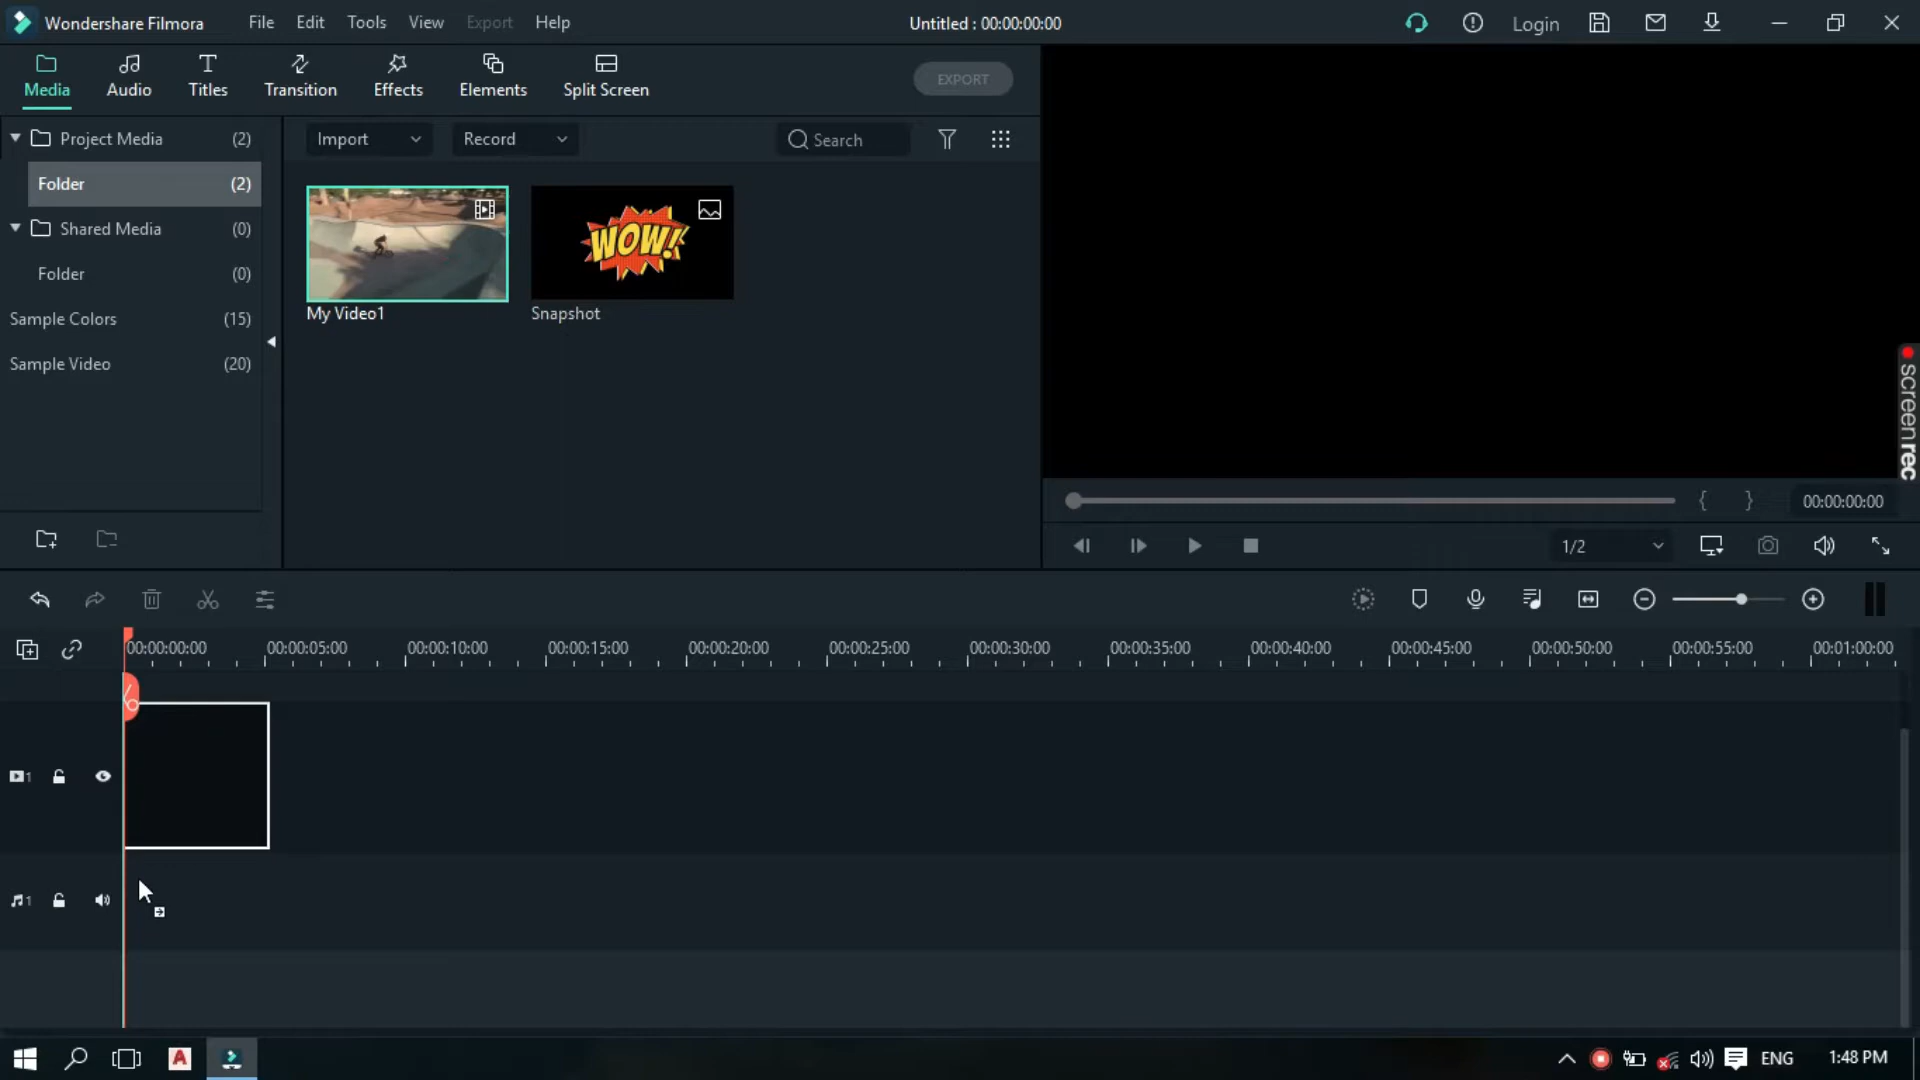 Wondershare Filmora File Edit Tools View Export Help Untitled : 00:00:00:00 Login
Media Audio Titles Transition Effects Elements Split Screen EXPORT
Project Media (2)
Folder (2)
Shared Media (0)
Folder (0)
Sample Colors (15)
Sample Video (20)
Import Record Search
WOW!
My Video1 Snapshot
screenrec
{ } 00:00:00:00
1/2
00:00:00:00 00:00:05:00 00:00:10:00 00:00:15:00 00:00:20:00 00:00:25:00 00:00:30:00 00:00:35:00 00:00:40:00 00:00:45:00 00:00:50:00 00:00:55:00 00:01:00:00
1
1
A ENG 1:48 PM